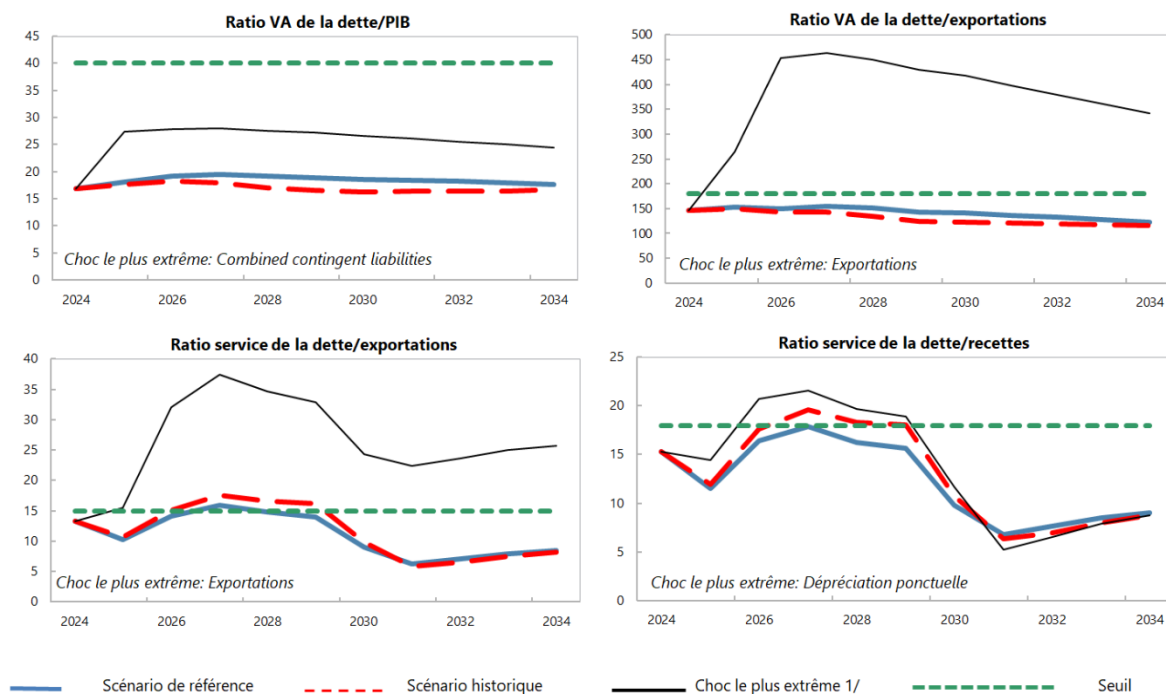 Ratio VA de la dette/PIB
45
40
35
30
25
20
15
10
5
0
Choc le plus extrême: Combined contingent liabilities
2024 2026 2028 2030 2032 2034
Ratio VA de la dette/exportations
500
450
400
350
300
250
200
150
100
50
0
Choc le plus extrême: Exportations
2024 2026 2028 2030 2032 2034
Ratio service de la dette/exportations
40
35
30
25
20
15
10
5
0
Choc le plus extrême: Exportations
2024 2026 2028 2030 2032 2034
Ratio service de la dette/recettes
25
20
15
10
5
0
Choc le plus extrême: Dépréciation ponctuelle
2024 2026 2028 2030 2032 2034
Scénario de référence Scénario historique Choc le plus extrême 1/ Seuil